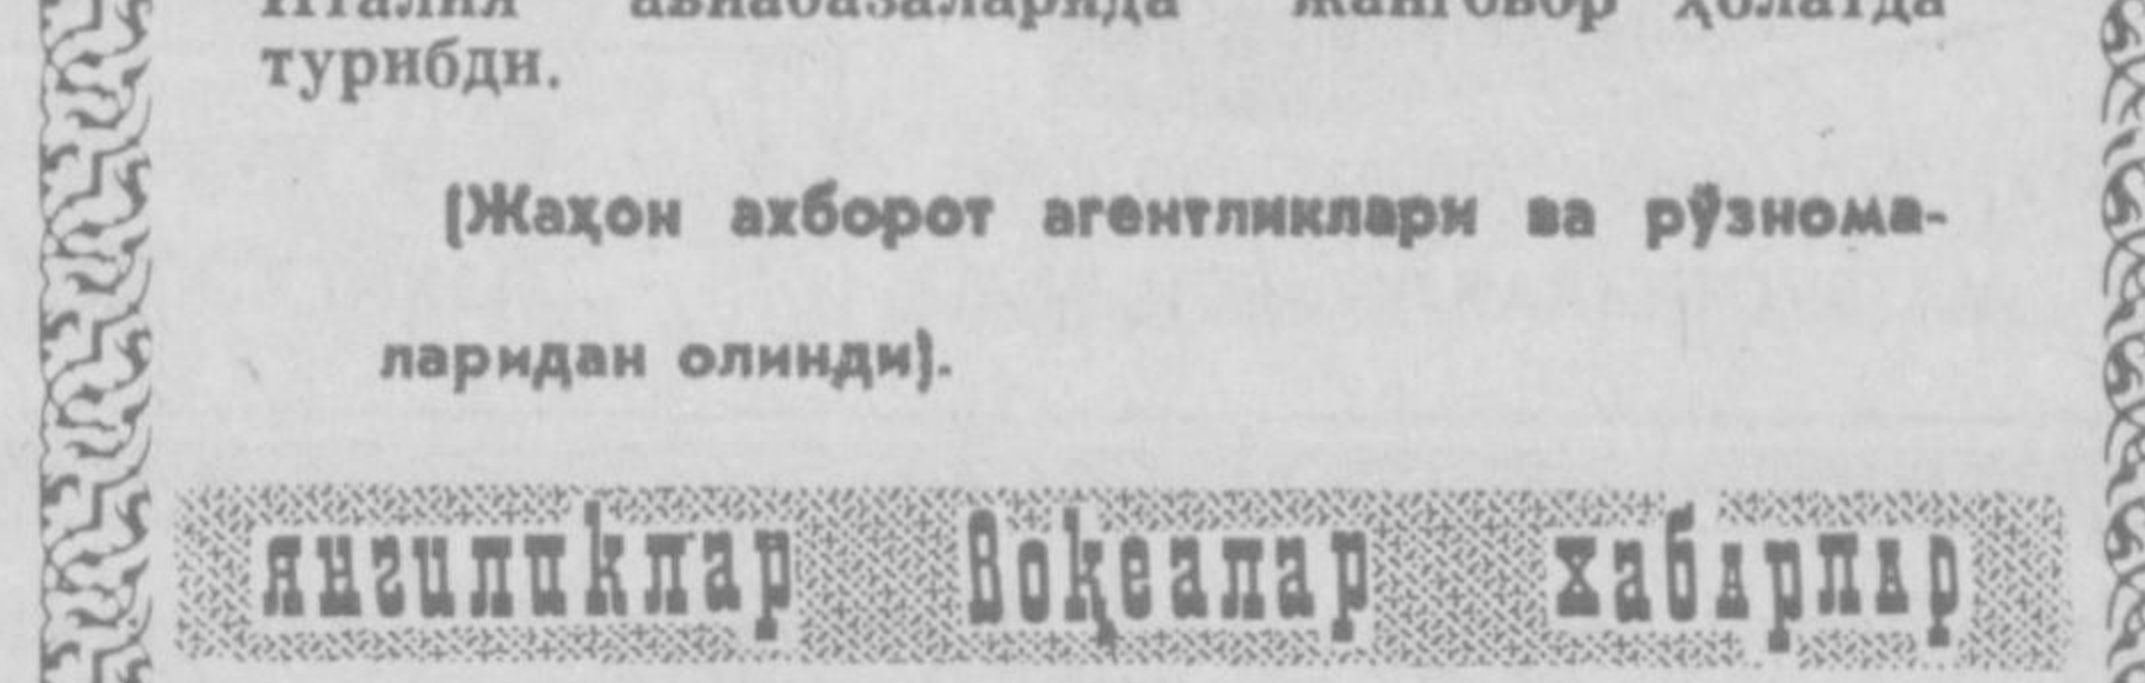 Италия авиабазаларида жанговор ҳолатда
турибди.
(Жаҳон ахборот агентликлари ва рўзнома-
ларидан олинди).
янгиликлар воқеалар хабарлар